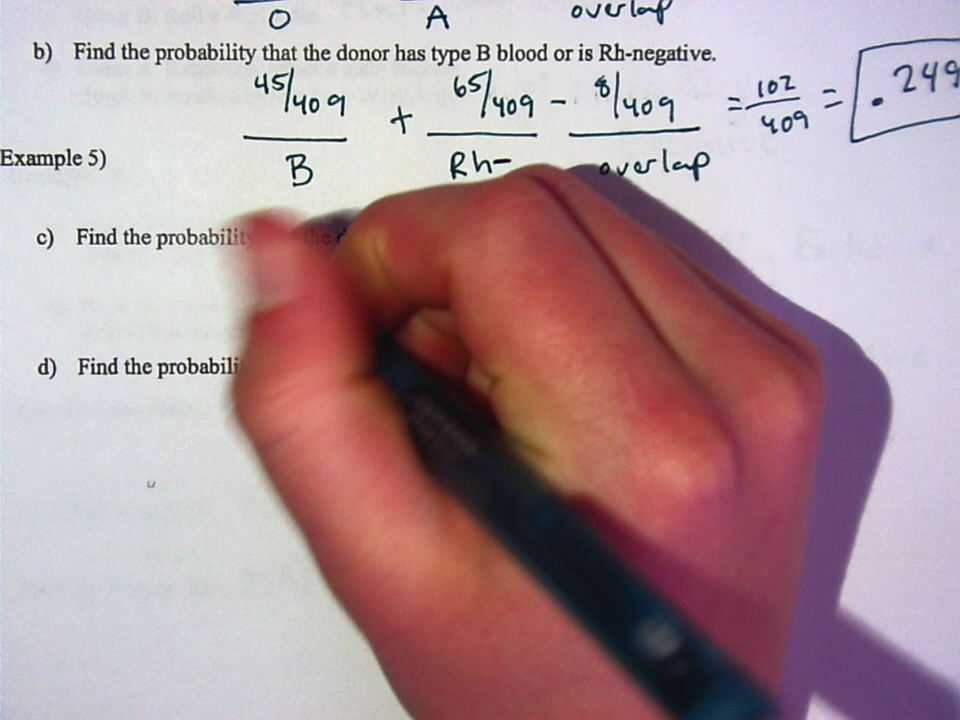 O A overlap
b) Find the probability that the donor has type B blood or is Rh-negative.
45/409 + 65/409 - 8/409 = 102/409 = .249
B Rh- overlap
Example 5)
c) Find the probability
d) Find the probabili